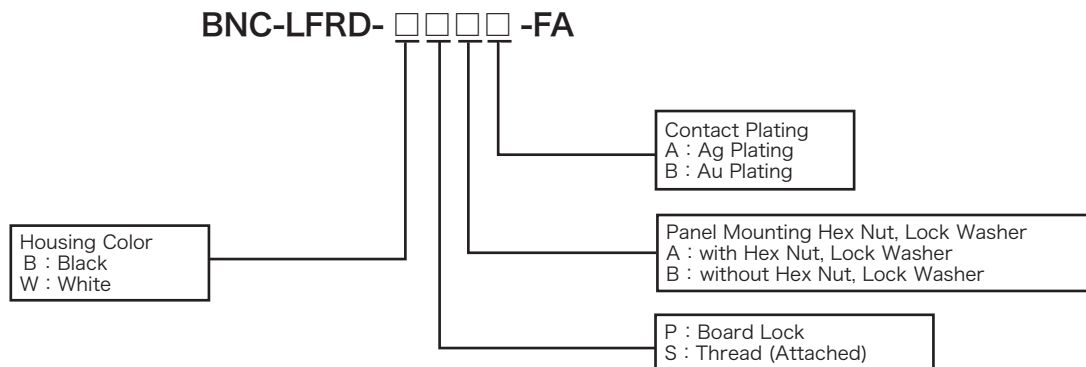 BNC-LFRD- □□□□ -FA
Contact Plating
A：Ag Plating
B：Au Plating
Housing Color
B：Black
W：White
Panel Mounting Hex Nut, Lock Washer
A：with Hex Nut, Lock Washer
B：without Hex Nut, Lock Washer
P：Board Lock
S：Thread (Attached)